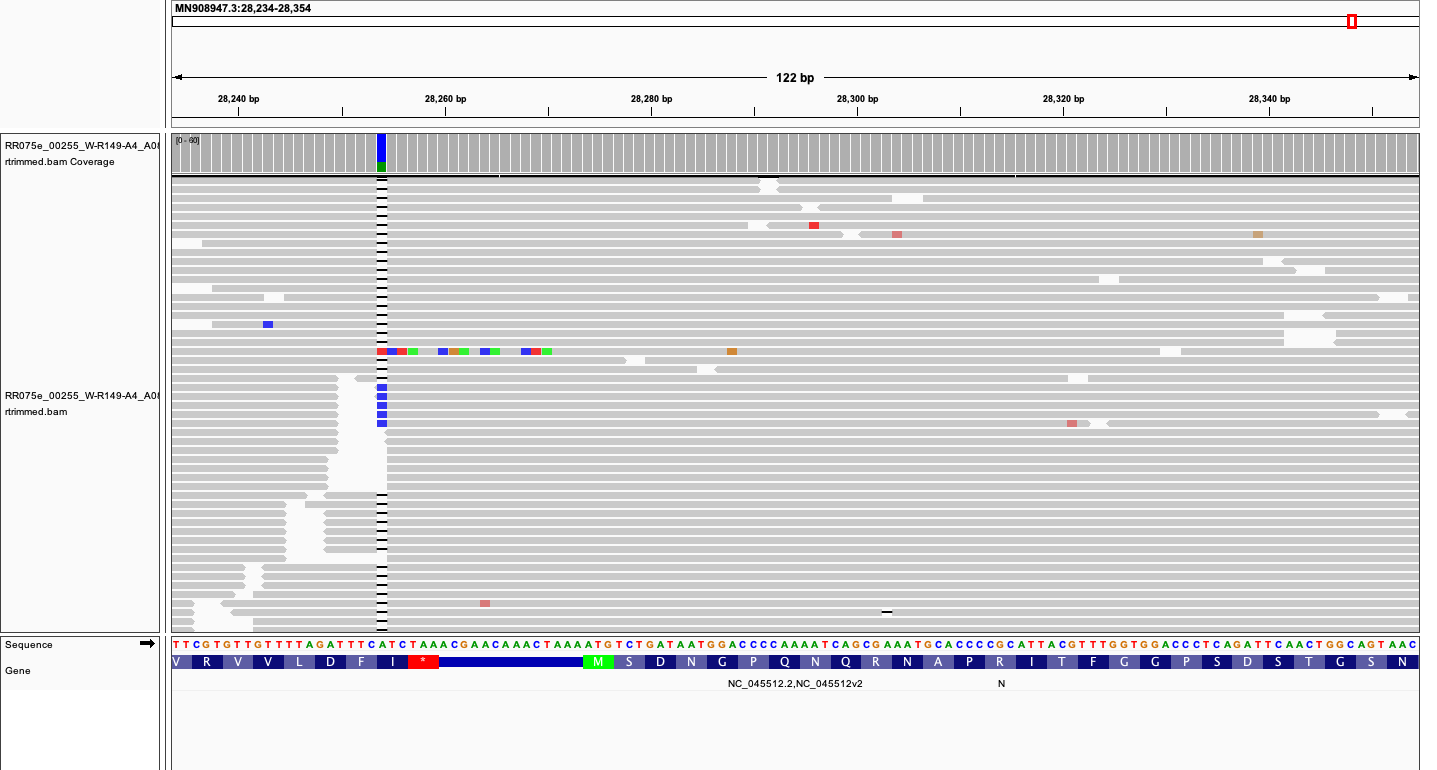 MN908947.3:28,234-28,354
122 bp
28,240 bp 28,260 bp 28,280 bp 28,300 bp 28,320 bp 28,340 bp
RR075e_00255_W-R149-A4_A08
rtrimmed.bam Coverage
[0 - 60]
RR075e_00255_W-R149-A4_A08
rtrimmed.bam
Sequence
TTCGTGTTGTTTTAGATTTCATCTAAACGAACAAACTAAAATGTCTGATAATGGACCCCAAAATCAGCGAAATGCACCCCGCATTACGTTTGGTGGACCCTCAGATTCAACTGGCAGTAAC
Gene
V R V V L D F I * M S D N G P Q N Q R N A P R I T F G G P S D S T G S N
NC_045512.2,NC_045512v2 N